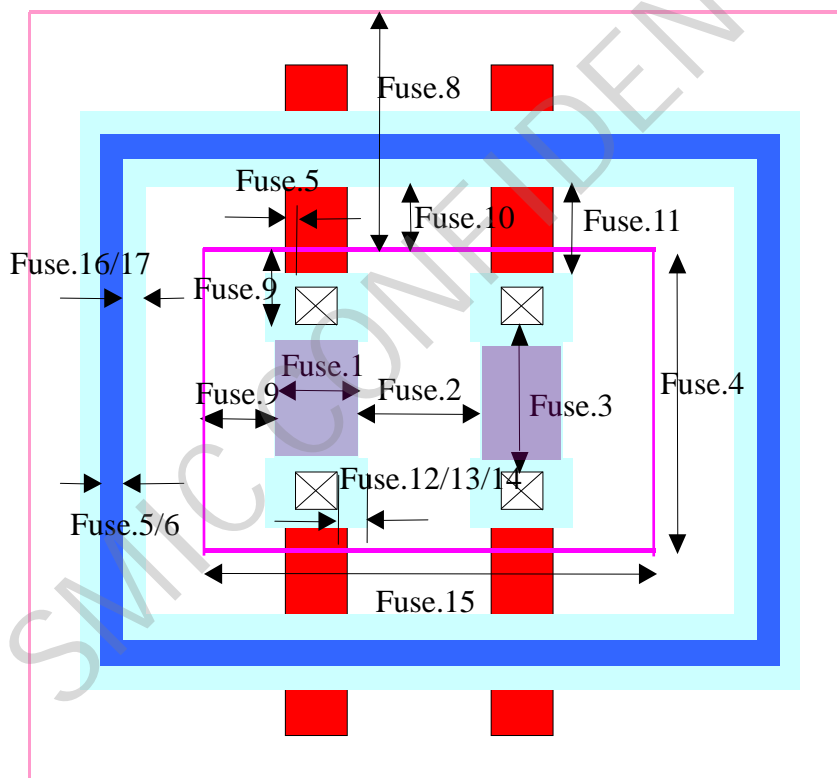 Fuse.8
Fuse.5
Fuse.10
Fuse.11
Fuse.16/17
Fuse.9
Fuse.1
Fuse.2
Fuse.4
Fuse.9
Fuse.3
Fuse.12/13/14
Fuse.5/6
Fuse.15
SMIC CONFIDEN